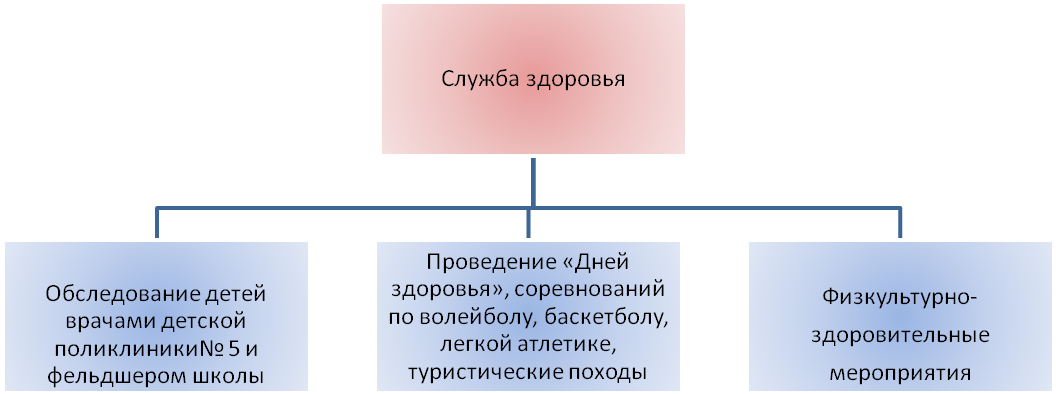 Служба здоровья
Обследование детей
врачами детской
поликлиники№ 5 и
фельдшером школы
Проведение «Дней
здоровья», соревнований
по волейболу, баскетболу,
легкой атлетике,
туристические походы
Физкультурно-
здоровительные
мероприятия